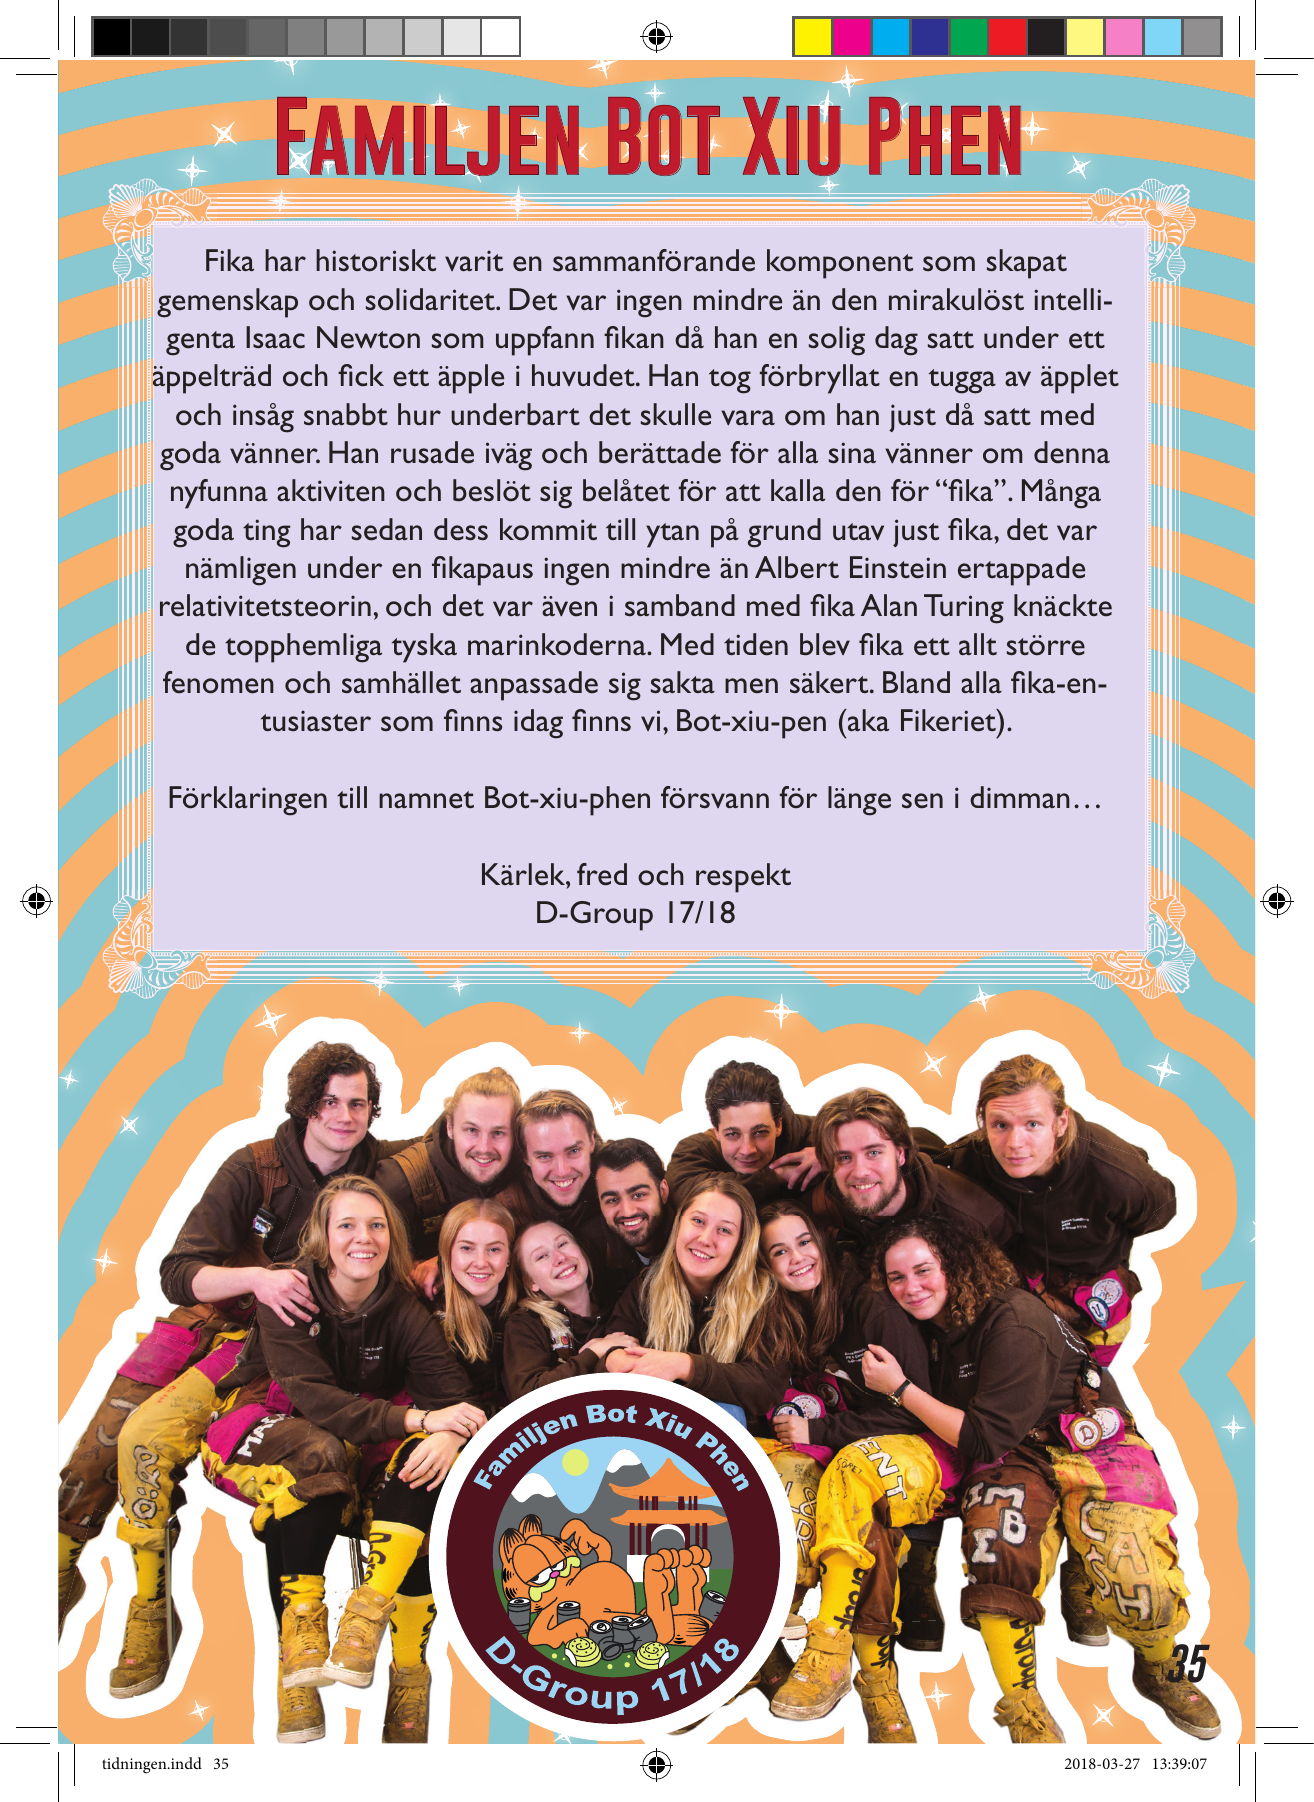 FAMILJEN BOT XIU PHEN
Fika har historiskt varit en sammanförande komponent som skapat
gemenskap och solidaritet. Det var ingen mindre än den mirakulöst intelli-
genta Isaac Newton som uppfann fikan då han en solig dag satt under ett
äppelträd och fick ett äpple i huvudet. Han tog förbryllat en tugga av äpplet
och insåg snabbt hur underbart det skulle vara om han just då satt med
goda vänner. Han rusade iväg och berättade för alla sina vänner om denna
nyfunna aktiviten och beslöt sig belåtet för att kalla den för “fika”. Många
goda ting har sedan dess kommit till ytan på grund utav just fika, det var
nämligen under en fikapaus ingen mindre än Albert Einstein ertappade
relativitetsteorin, och det var även i samband med fika Alan Turing knäckte
de topphemliga tyska marinkoderna. Med tiden blev fika ett allt större
fenomen och samhället anpassade sig sakta men säkert. Bland alla fika-en-
tusiaster som finns idag finns vi, Bot-xiu-pen (aka Fikeriet).
Förklaringen till namnet Bot-xiu-phen försvann för länge sen i dimman…
Kärlek, fred och respekt
D-Group 17/18
Familjen Bot Xiu Phen
D-Group 17/18
IMBE
CASH
35
tidningen.indd 35
2018-03-27 13:39:07